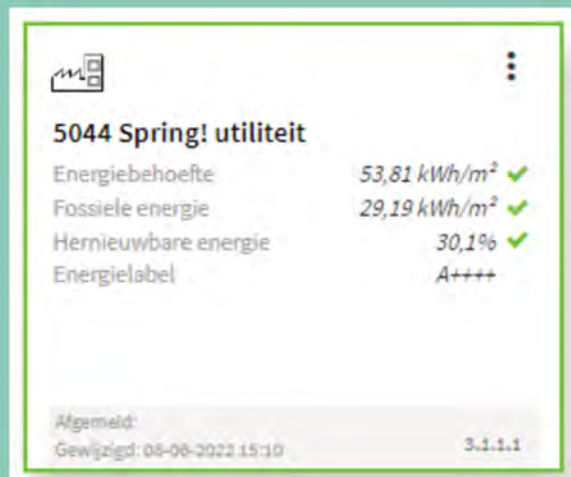 5044 Spring! utiliteit
Energiebehoefte 53,81 kWh/m² ✔
Fossiele energie 29,19 kWh/m² ✔
Hernieuwbare energie 30,1% ✔
Energielabel A++++
Afgemeld:
Gewijzigd: 08-08-2022 15:10 3.1.1.1